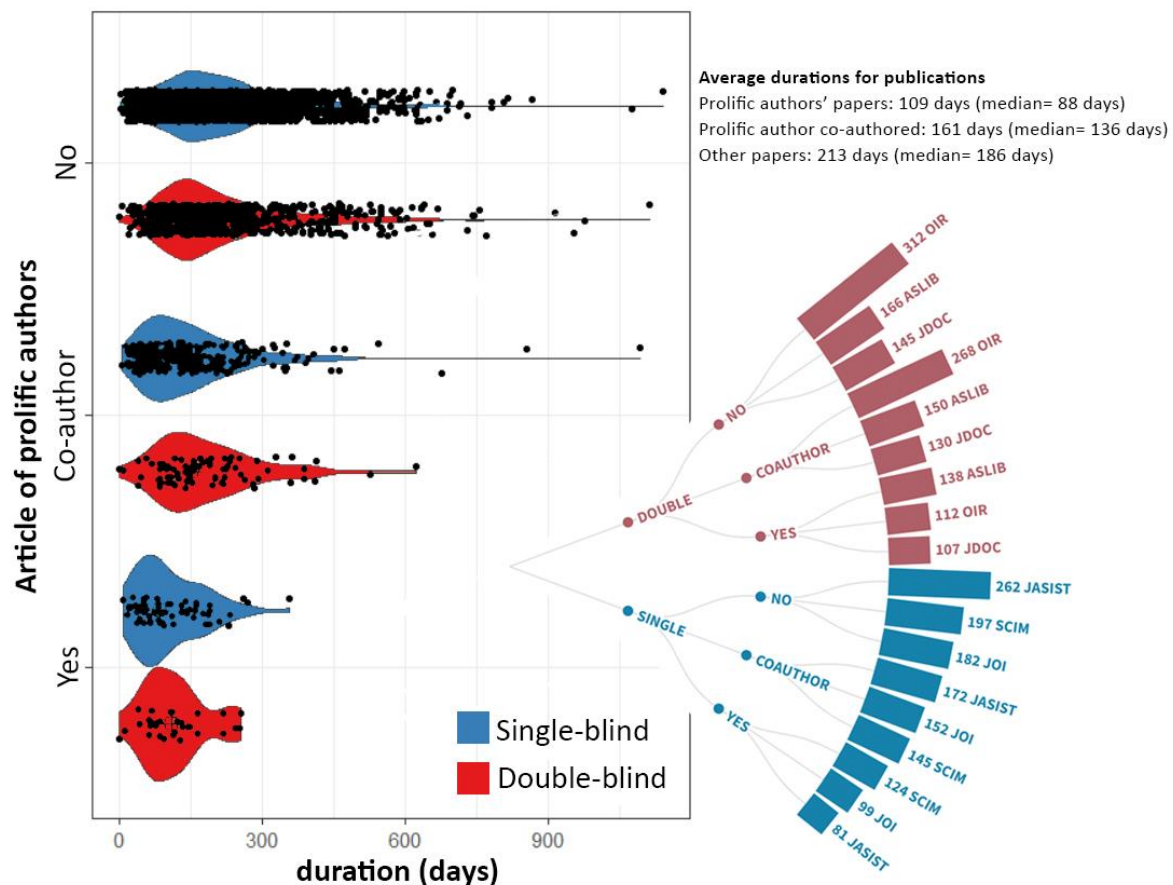 Average durations for publications
Prolific authors' papers: 109 days (median= 88 days)
Prolific author co-authored: 161 days (median= 136 days)
Other papers: 213 days (median= 186 days)
Article of prolific authors
No
Co-author
Yes
Single-blind
Double-blind
0
300
600
900
duration (days)
DOUBLE
NO
COAUTHOR
YES
312 OIR
166 ASLIB
145 JDOC
268 OIR
150 ASLIB
130 JDOC
138 ASLIB
112 OIR
107 JDOC
SINGLE
NO
COAUTHOR
YES
262 JASIST
197 SCIM
182 JOI
172 JASIST
152 JOI
145 SCIM
124 SCIM
99 JOI
81 JASIST